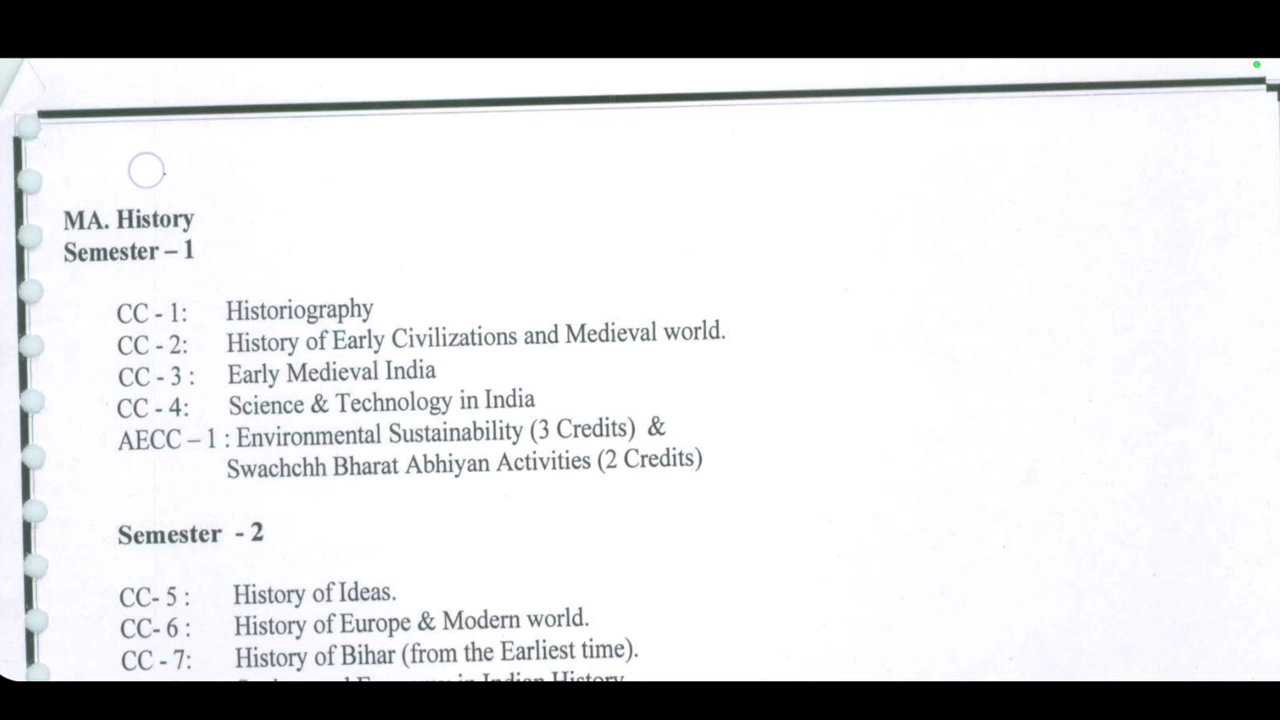 MA. History
Semester – 1
CC - 1: Historiography
CC - 2: History of Early Civilizations and Medieval world.
CC - 3 : Early Medieval India
CC - 4: Science & Technology in India
AECC – 1 : Environmental Sustainability (3 Credits) &
Swachchh Bharat Abhiyan Activities (2 Credits)
Semester - 2
CC- 5 : History of Ideas.
CC- 6 : History of Europe & Modern world.
CC - 7: History of Bihar (from the Earliest time).
in Indian History